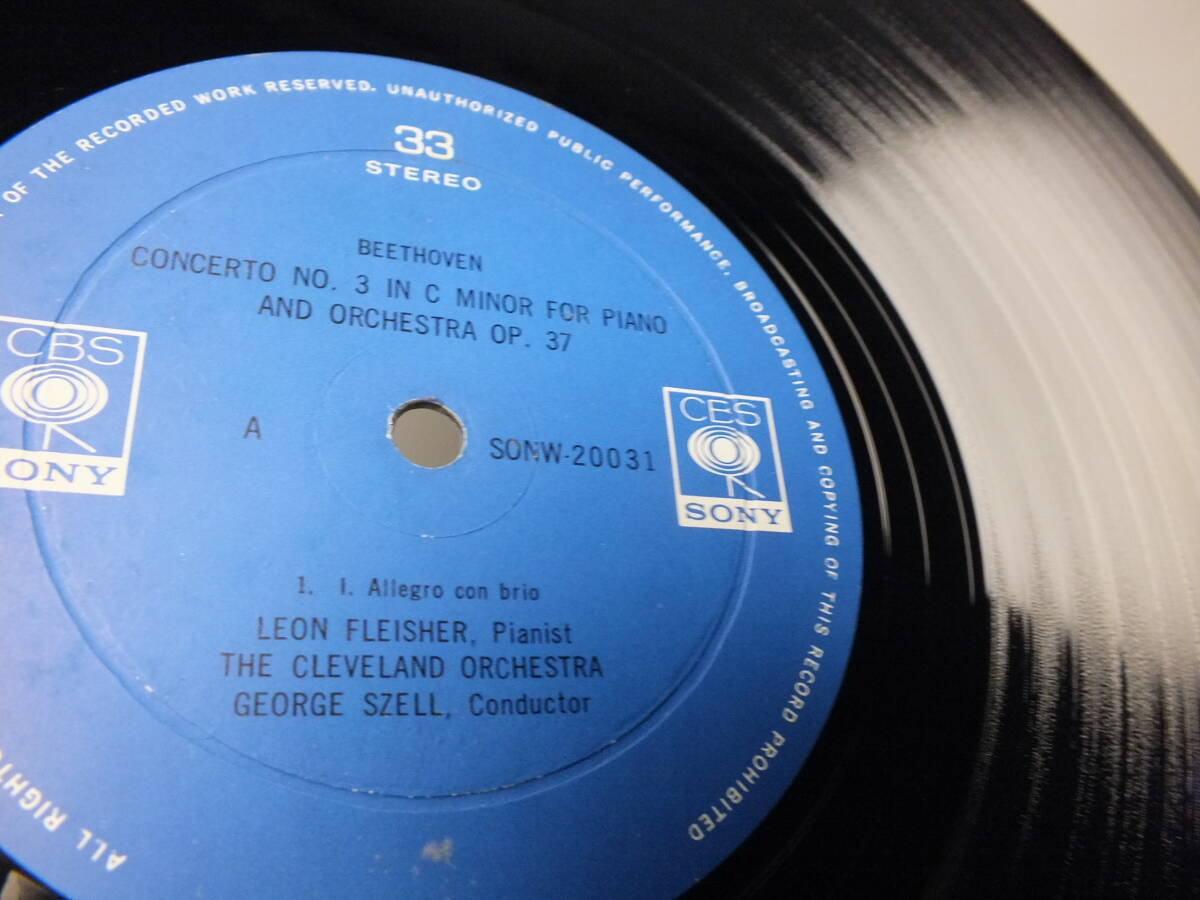 OF THE RECORDED WORK RESERVED. UNAUTHORIZED PUBLIC PERFORMANCE, BROADCASTING AND COPYING OF THIS RECORD PROHIBITED
33
STEREO
BEETHOVEN
CONCERTO NO. 3 IN C MINOR FOR PIANO
AND ORCHESTRA OP. 37
CBS
ONY
A
SONW-20031
CBS
SONY
1. I. Allegro con brio
LEON FLEISHER, Pianist
THE CLEVELAND ORCHESTRA
GEORGE SZELL, Conductor
ALL RIGHT